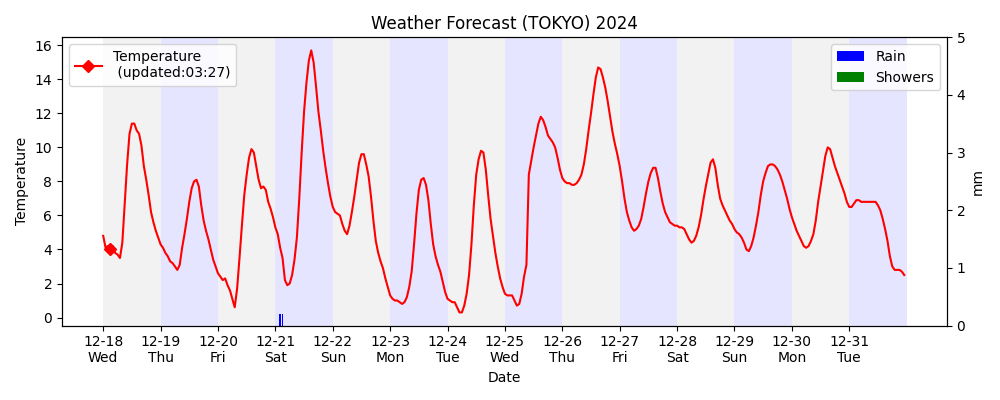 Weather Forecast (TOKYO) 2024
Temperature
(updated:03:27)
Rain
Showers
Temperature
16
14
12
10
8
6
4
2
0
5
4
3
2
1
0
mm
12-18 12-19 12-20 12-21 12-22 12-23 12-24 12-25 12-26 12-27 12-28 12-29 12-30 12-31
Wed Thu Fri Sat Sun Mon Tue Wed Thu Fri Sat Sun Mon Tue
Date